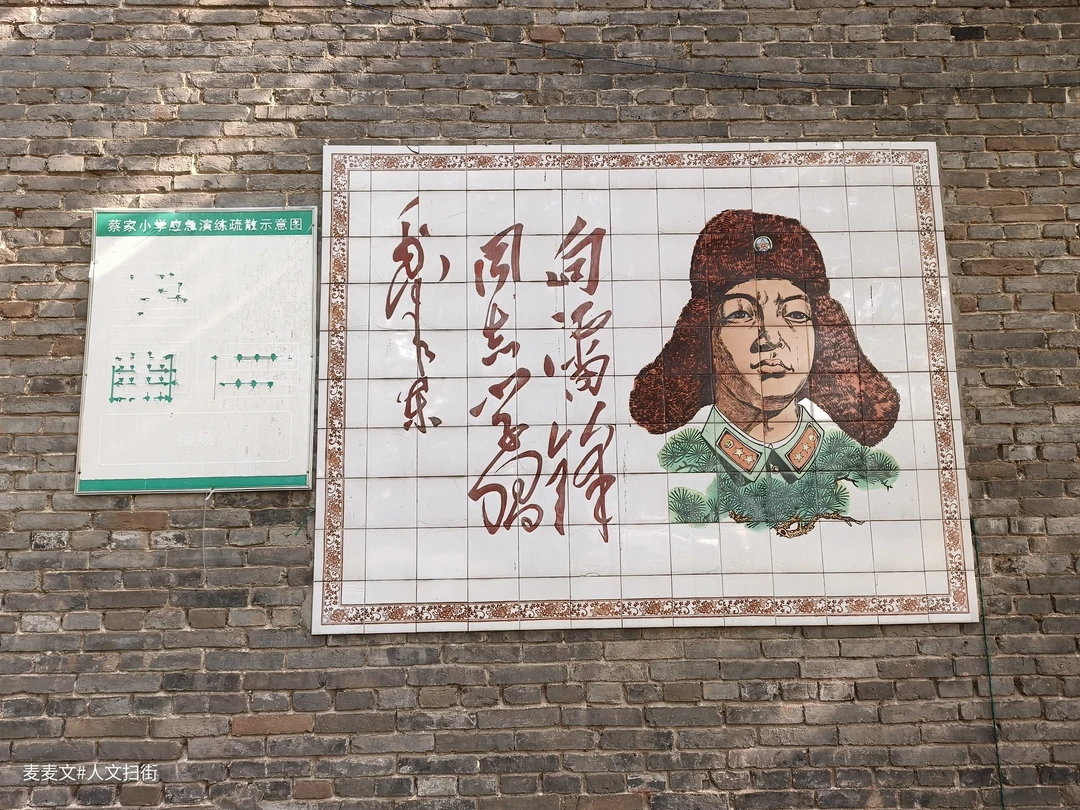 蔡家小学应急演练疏散示意图
向雷锋
同志学习
毛泽东
麦麦文#人文扫街